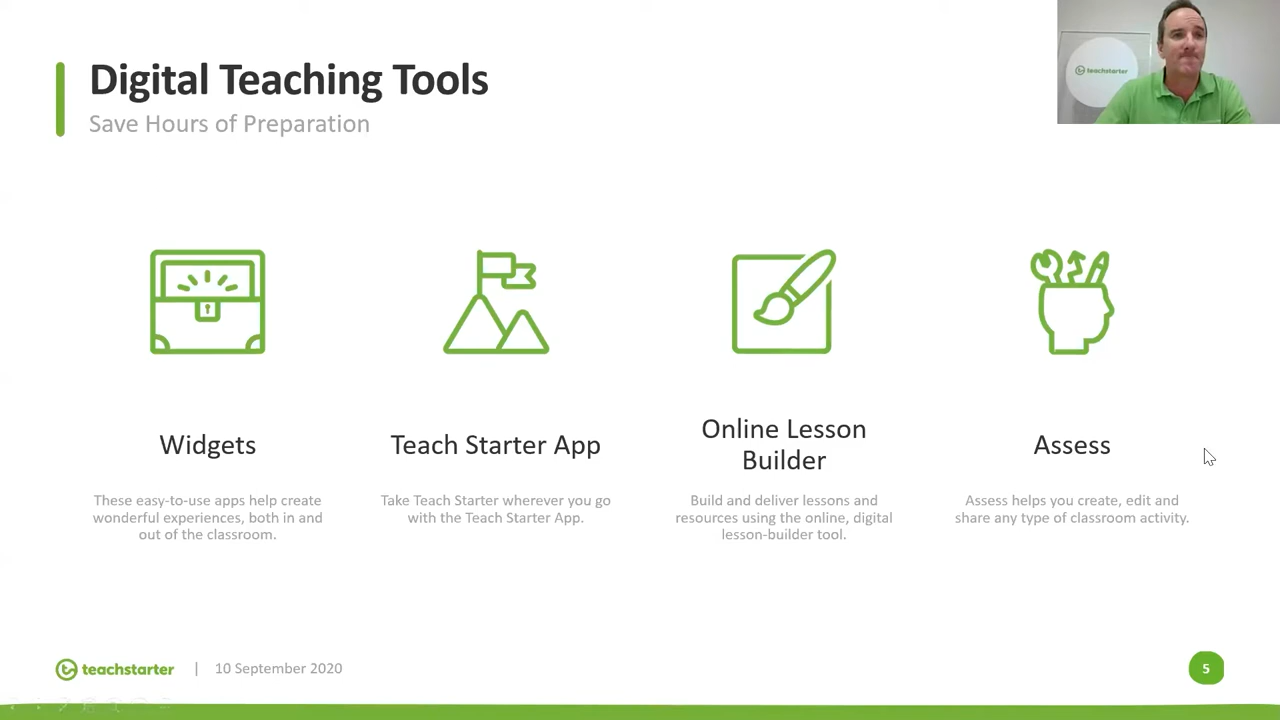 Digital Teaching Tools
Save Hours of Preparation
teachstarter
Widgets
These easy-to-use apps help create
wonderful experiences, both in and
out of the classroom.
Teach Starter App
Take Teach Starter wherever you go
with the Teach Starter App.
Online Lesson
Builder
Build and deliver lessons and
resources using the online, digital
lesson-builder tool.
Assess
Assess helps you create, edit and
share any type of classroom activity.
teachstarter | 10 September 2020
5